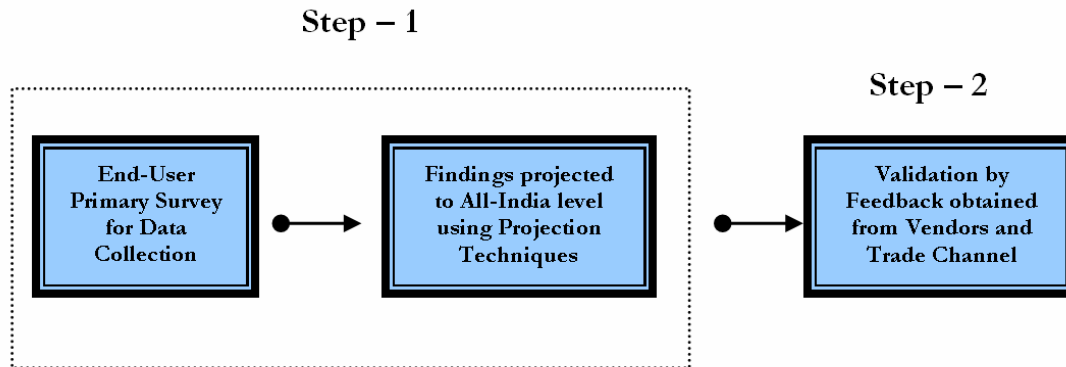 Step – 1
Step – 2
End-User
Primary Survey
for Data
Collection
Findings projected
to All-India level
using Projection
Techniques
Validation by
Feedback obtained
from Vendors and
Trade Channel